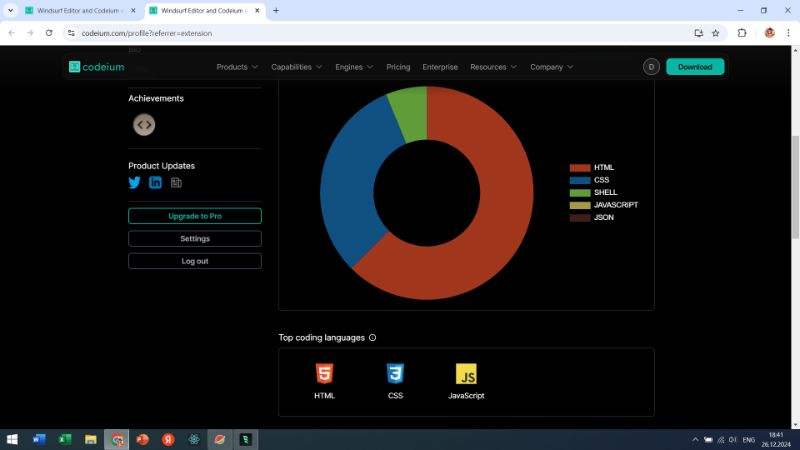 Windsurf Editor and Codeium
Windsurf Editor and Codeium
codeium.com/profile?referrer=extension
codeium
Products
Capabilities
Engines
Pricing
Enterprise
Resources
Company
D
Download
Achievements
Product Updates
Upgrade to Pro
Settings
Log out
HTML
CSS
SHELL
JAVASCRIPT
JSON
Top coding languages
HTML
CSS
JS
JavaScript
ENG
18:41
26.12.2024